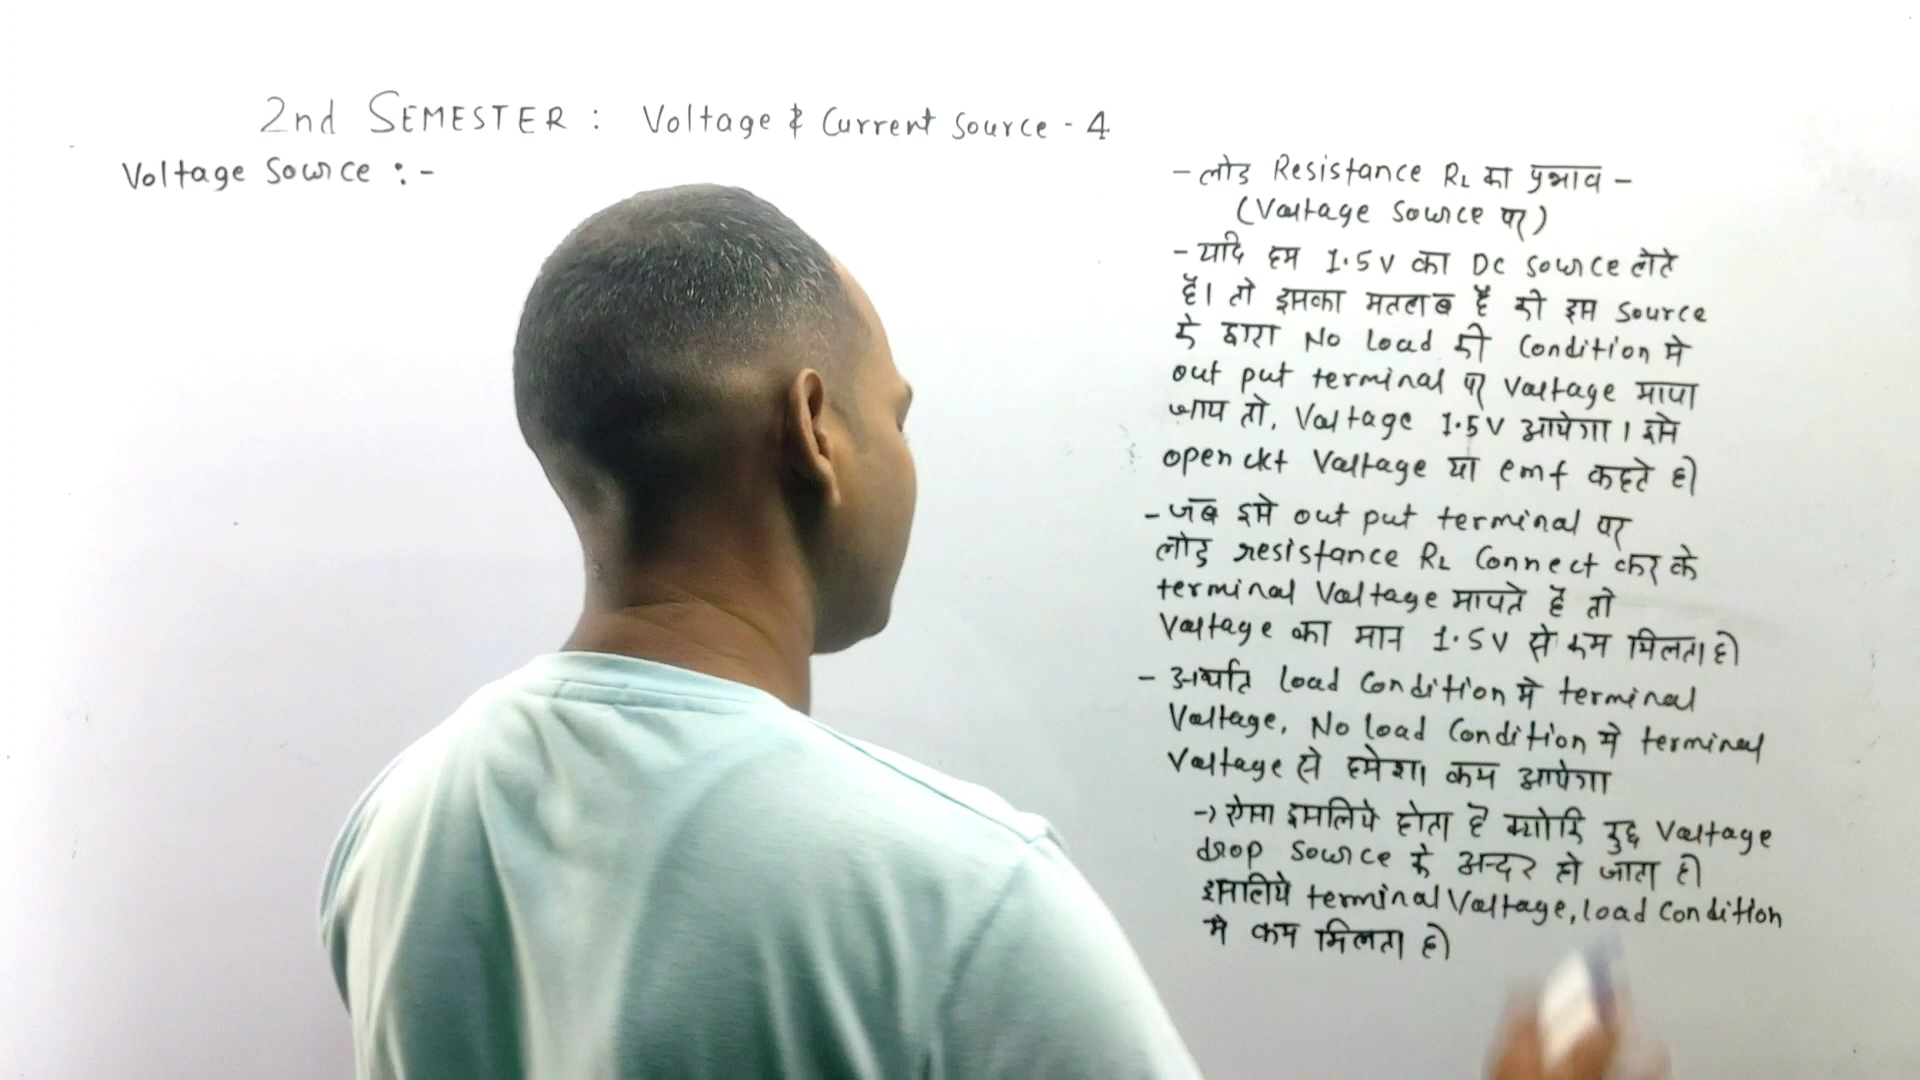 2nd SEMESTER : Voltage & Current Source - 4
Voltage Source :-
- लोड Resistance RL का प्रभाव -
(Voltage Source पर)
- यदि हम 1.5V का DC Source लेते
है। तो इसका मतलब है की इस Source
के द्वारा No Load की Condition मे
out put terminal पर Voltage मापा
जाय तो, Voltage 1.5V आयेगा। इसे
open ckt Voltage या emf कहते है।
- जब इसे out put terminal पर
लोड resistance RL Connect कर के
terminal Voltage मापते है तो
Voltage का मान 1.5V से कम मिलता है।
- अर्थात load Condition मे terminal
Voltage, No load Condition मे terminal
Voltage से हमेशा कम आयेगा
→ ऐसा इसलिये होता है क्योकि कुछ Voltage
drop Source के अन्दर हो जाता है।
इसलिये terminal Voltage, load Condition
मे कम मिलता है।